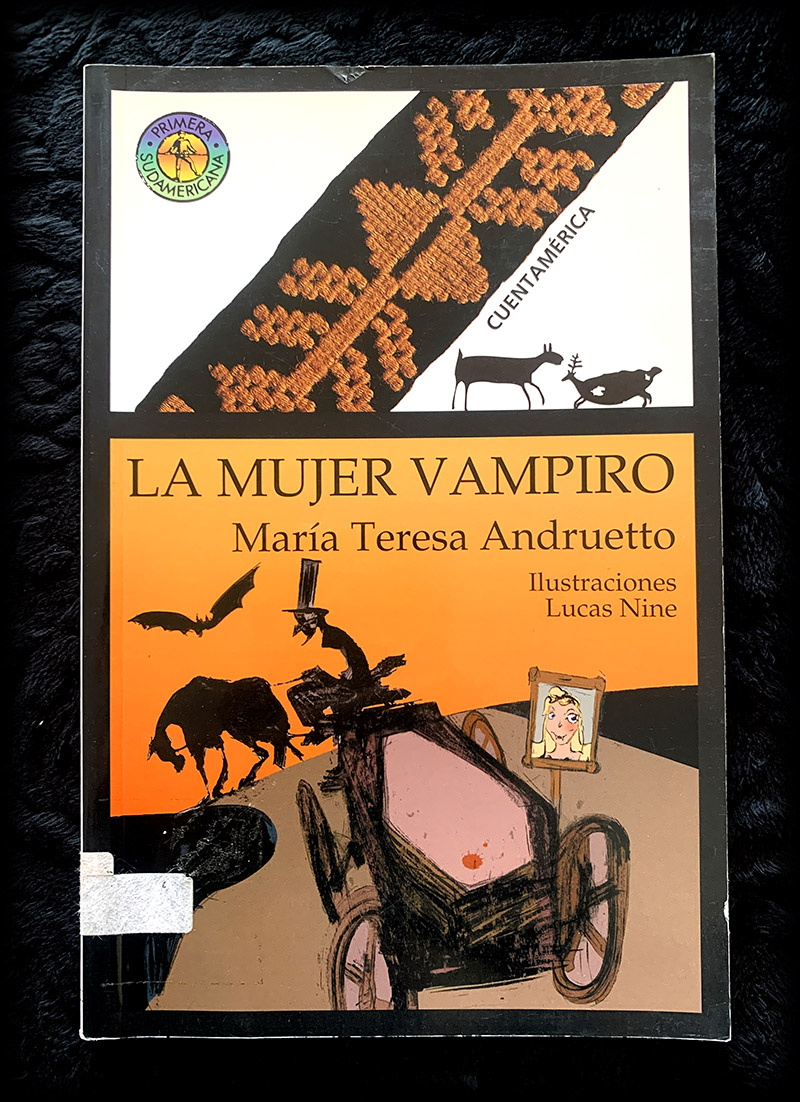 PRIMERA
SUDAMERICANA
CUENTAMÉRICA
LA MUJER VAMPIRO
María Teresa Andruetto
Ilustraciones
Lucas Nine